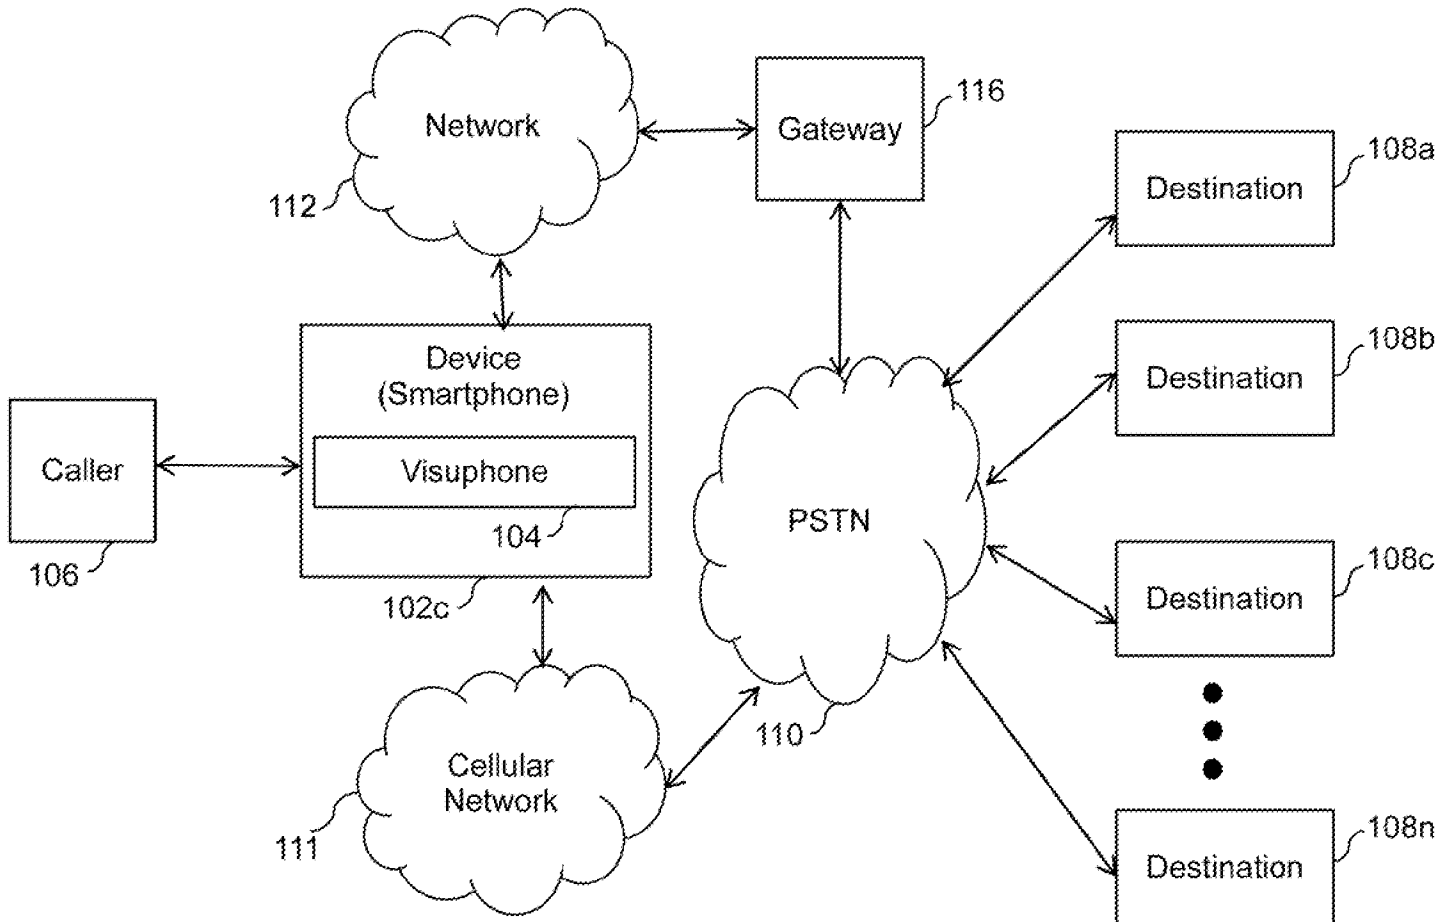 Network
112
Gateway
116
Destination
108a
Device
(Smartphone)
Visuphone
104
102c
Caller
106
PSTN
110
Destination
108b
Destination
108c
Cellular
Network
111
Destination
108n